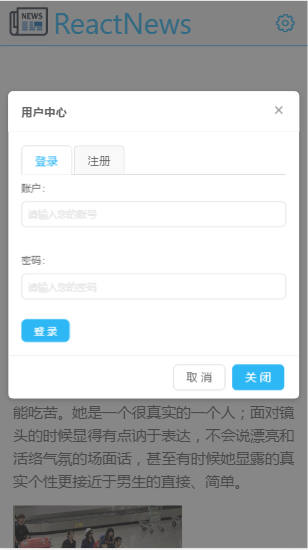 NEWS
ReactNews
用户中心
×
登录
注册
账户:
请输入您的账号
密码:
请输入您的密码
登 录
取 消
关 闭
能吃苦。她是一个很真实的一个人；面对镜
头的时候显得有点讷于表达，不会说漂亮和
活络气氛的场面话，甚至有时候她显露的真
实个性更接近于男生的直接、简单。